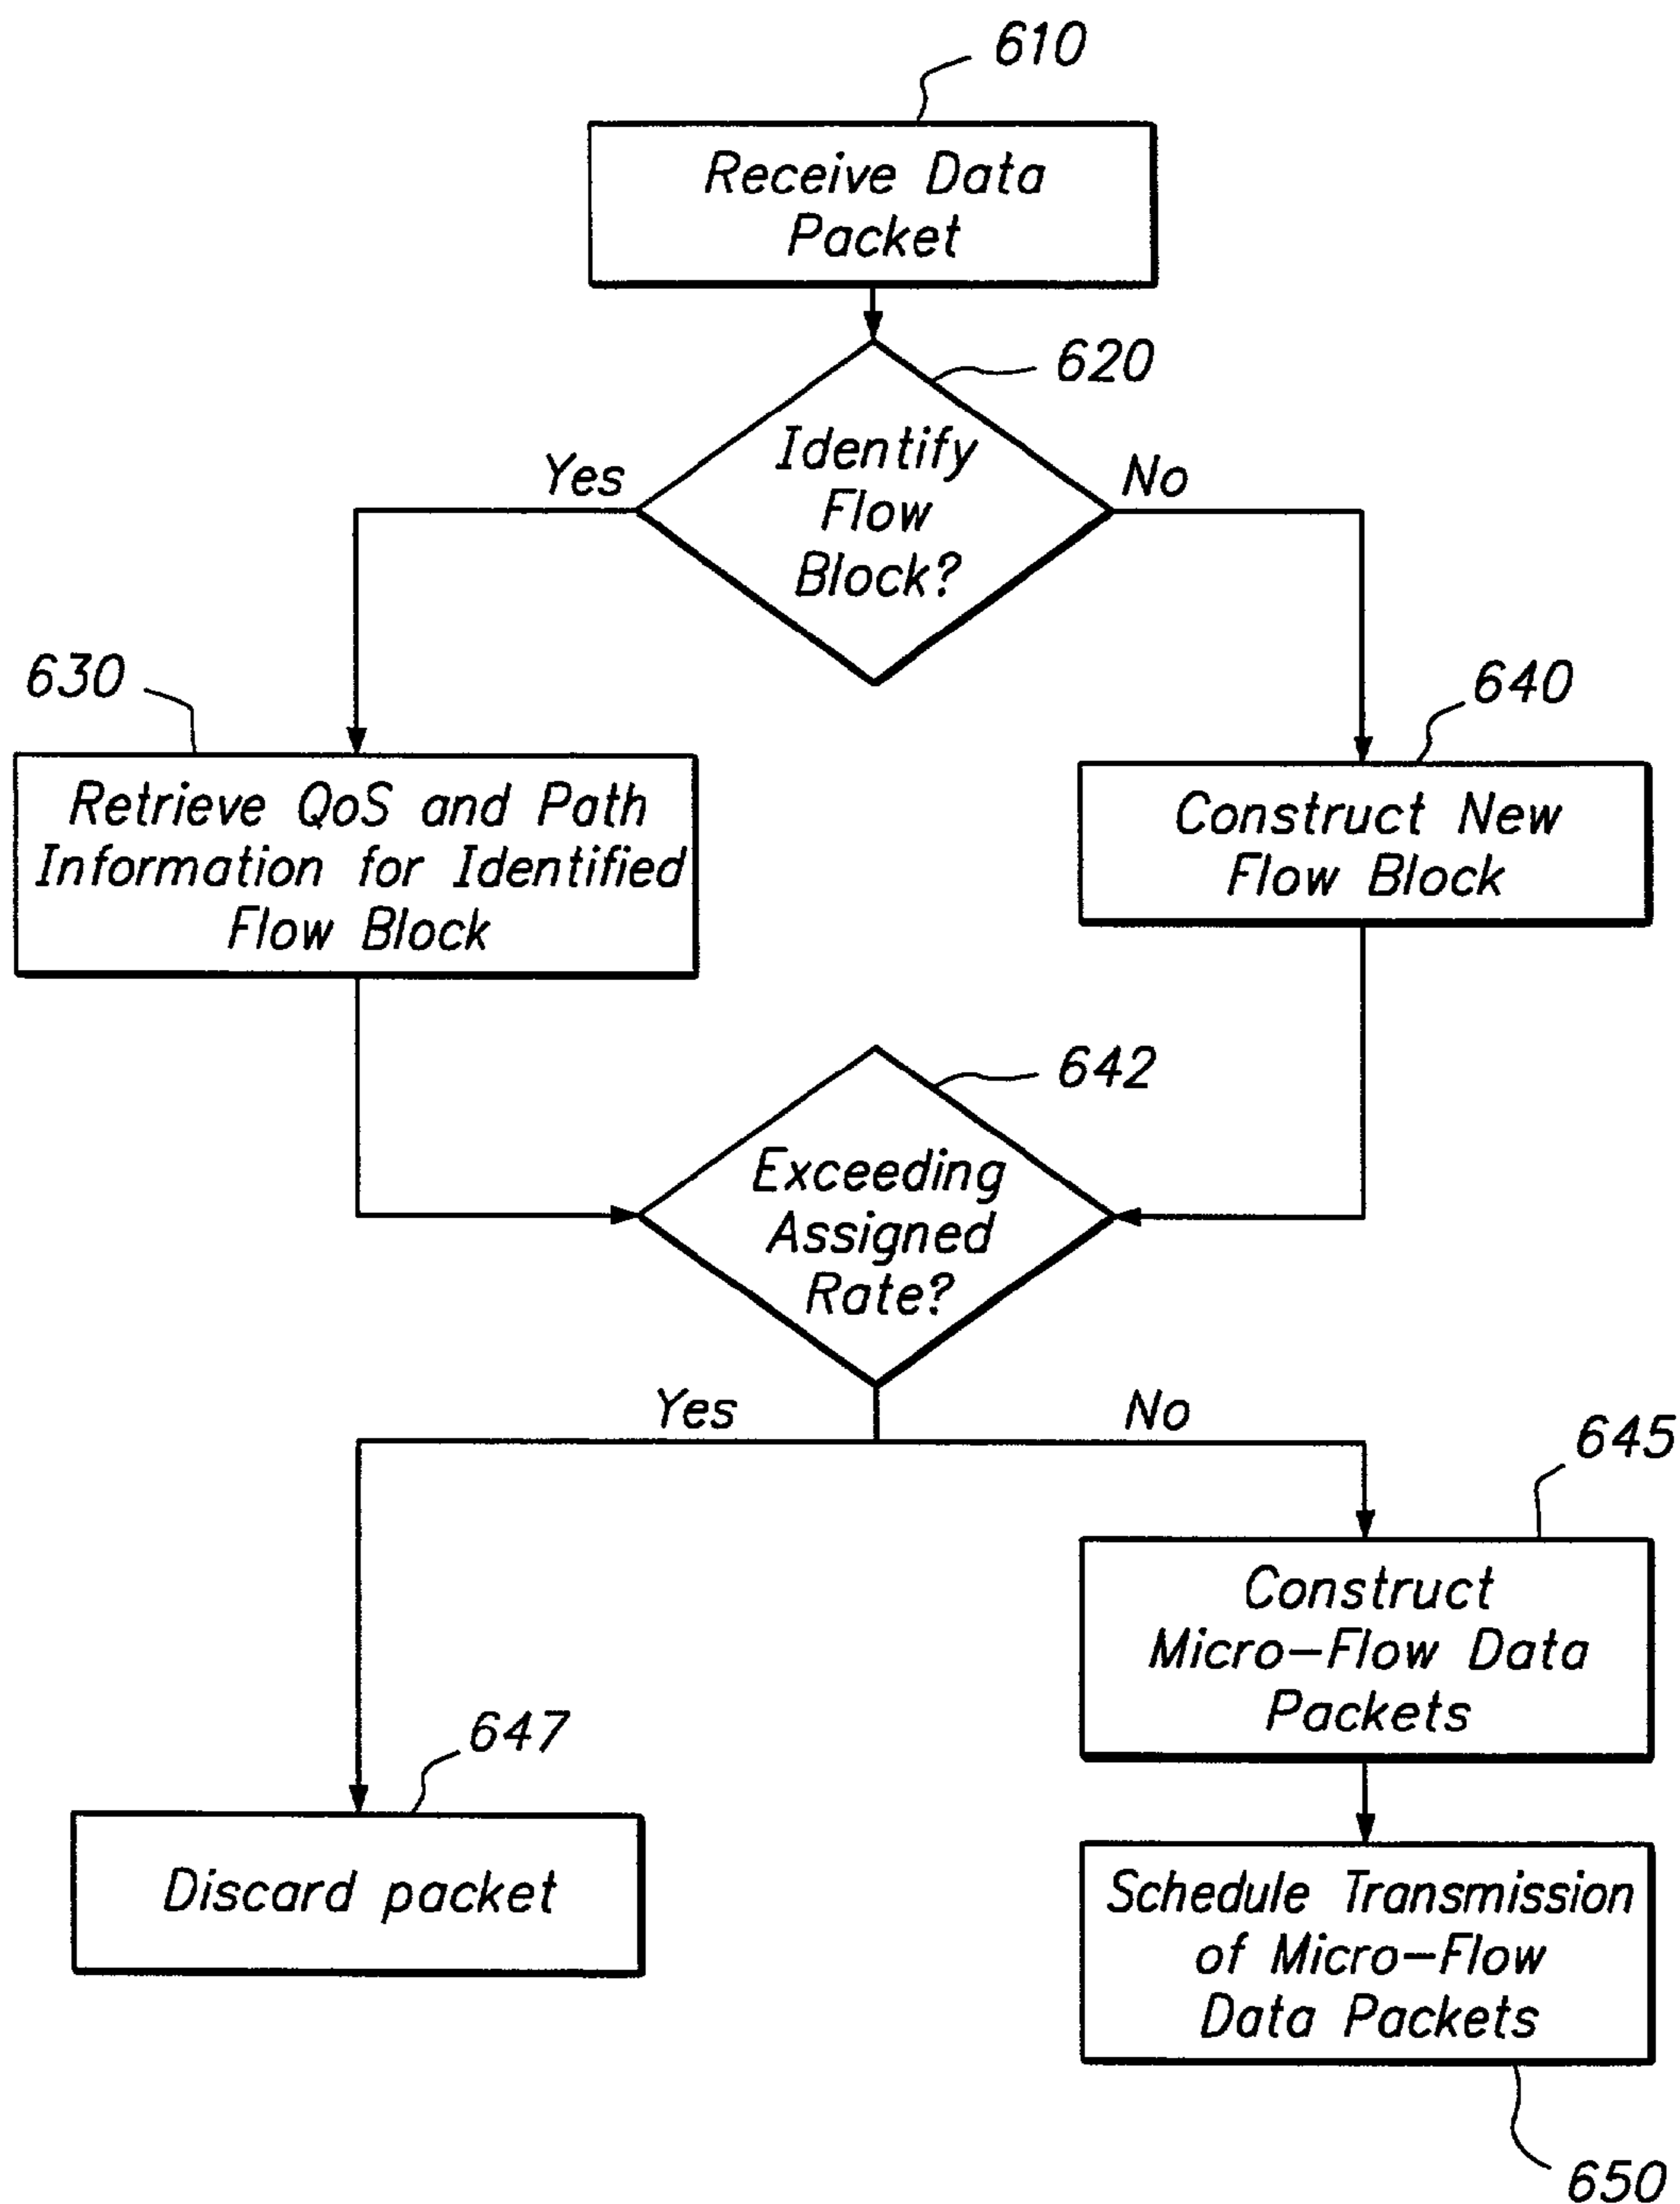 610
Receive Data
Packet
620
Identify
Flow
Block?
Yes
No
630
Retrieve QoS and Path
Information for Identified
Flow Block
640
Construct New
Flow Block
642
Exceeding
Assigned
Rate?
Yes
No
645
Construct
Micro-Flow Data
Packets
647
Discard packet
Schedule Transmission
of Micro-Flow
Data Packets
650